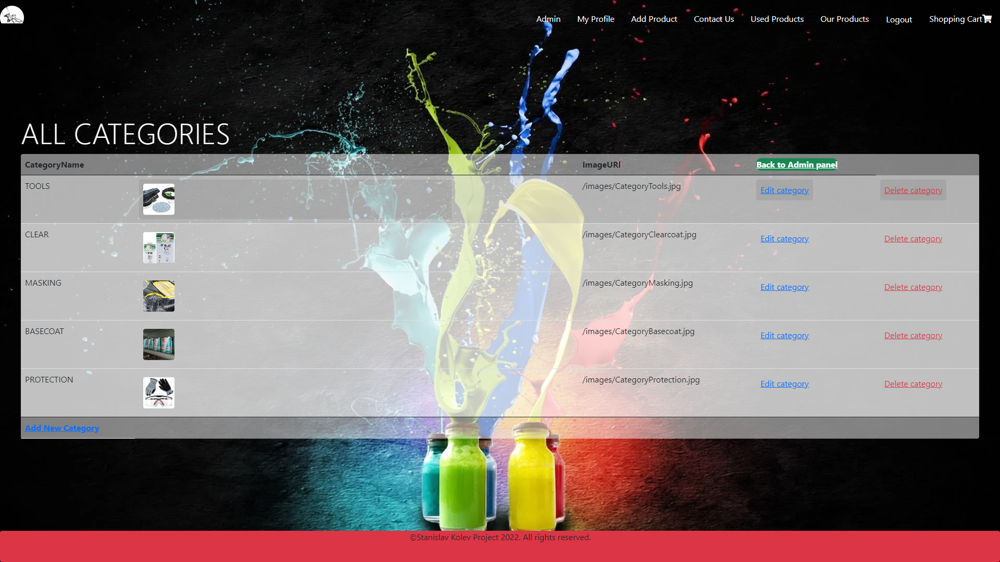 Admin My Profile Add Product Contact Us Used Products Our Products Logout Shopping Cart
ALL CATEGORIES
CategoryName ImageURl Back to Admin panel
TOOLS /images/CategoryTools.jpg Edit category Delete category
CLEAR /images/CategoryClearcoat.jpg Edit category Delete category
MASKING /images/CategoryMasking.jpg Edit category Delete category
BASECOAT /images/CategoryBasecoat.jpg Edit category Delete category
PROTECTION /images/CategoryProtection.jpg Edit category Delete category
Add New Category
©Stanislav Kolev Project 2022. All rights reserved.